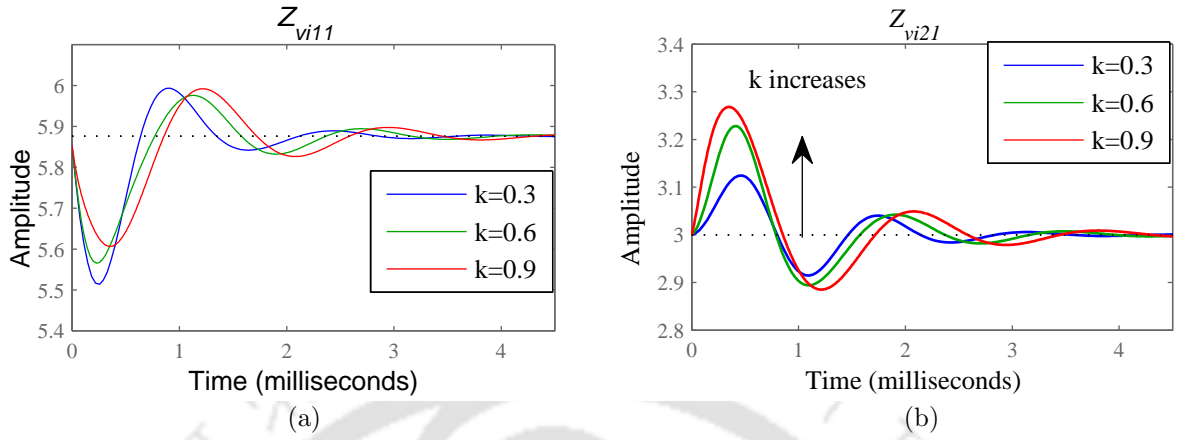 Z_vi11
Amplitude
6
5.9
5.8
5.7
5.6
5.5
5.4
0 1 2 3 4
k=0.3
k=0.6
k=0.9
Time (milliseconds)
(a)
Z_vi21
Amplitude
3.4
3.3
3.2
3.1
3
2.9
2.8
0 1 2 3 4
k increases
k=0.3
k=0.6
k=0.9
Time (milliseconds)
(b)